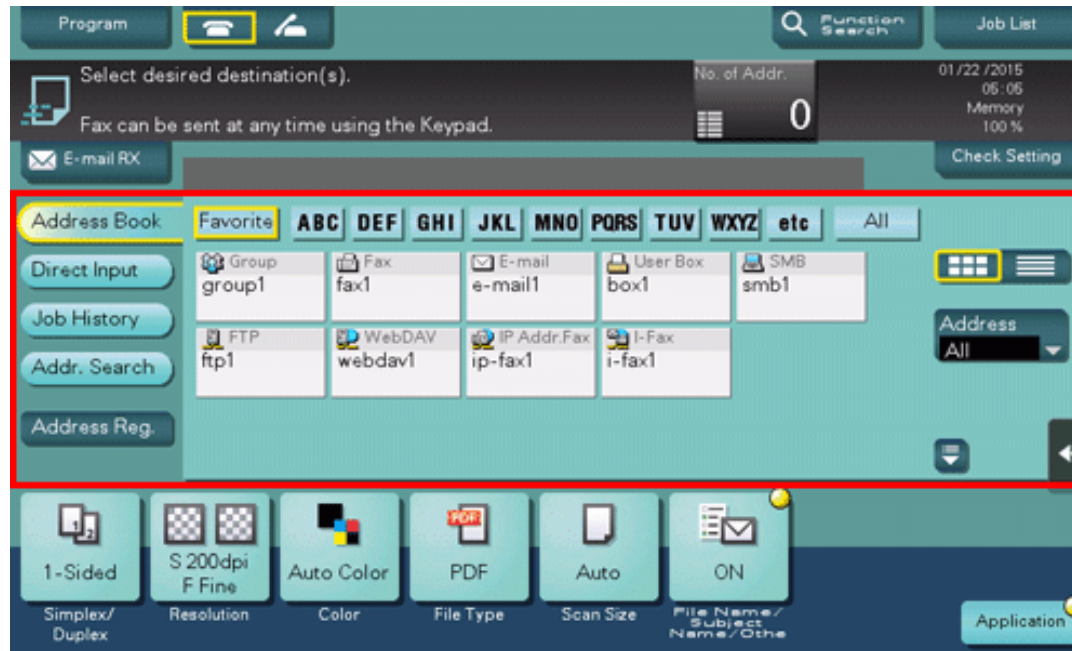 Program
Function
Search
Job List
Select desired destination(s).
Fax can be sent at any time using the Keypad.
No. of Addr.
0
01/22 /2015
05:05
Memory
100 %
E-mail RX
Check Setting
Address Book
Favorite ABC DEF GHI JKL MNO PQRS TUV WXYZ etc All
Direct Input
Job History
Addr. Search
Address Reg.
Group
group1
Fax
fax1
E-mail
e-mail1
User Box
box1
SMB
smb1
FTP
ftp1
WebDAV
webdav1
IP Addr.Fax
ip-fax1
I-Fax
i-fax1
Address
All
1 2
1-Sided
Simplex/
Duplex
S 200dpi
F Fine
Resolution
Auto Color
Color
PDF
PDF
File Type
Auto
Scan Size
ON
File Name/
Subject
Name/Othe
Application